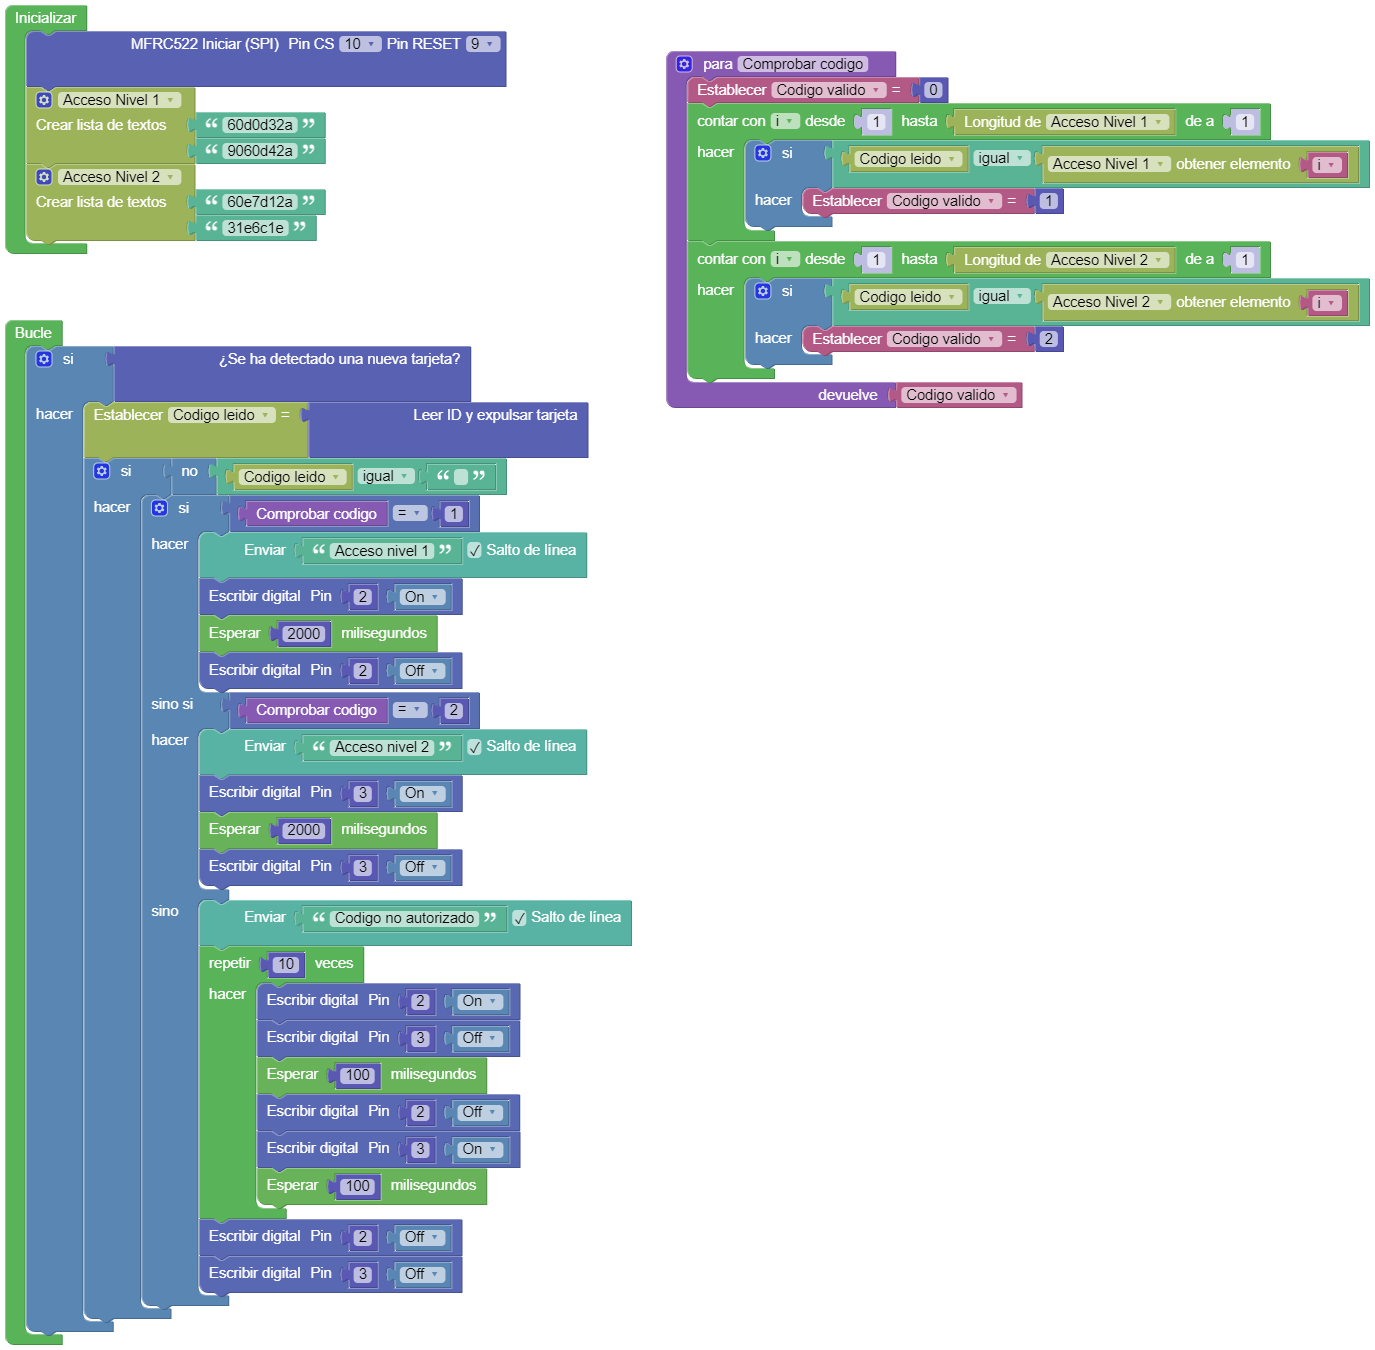 Inicializar
MFRC522 Iniciar (SPI) Pin CS 10 Pin RESET 9
Acceso Nivel 1
Crear lista de textos “ 60d0d32a ”
“ 9060d42a ”
Acceso Nivel 2
Crear lista de textos “ 60e7d12a ”
“ 31e6c1e ”
Bucle
si ¿Se ha detectado una nueva tarjeta?
hacer Establecer Codigo leido = Leer ID y expulsar tarjeta
si no Codigo leido igual “ ”
hacer si Comprobar codigo = 1
hacer Enviar “ Acceso nivel 1 ” ✓ Salto de línea
Escribir digital Pin 2 On
Esperar 2000 milisegundos
Escribir digital Pin 2 Off
sino si Comprobar codigo = 2
hacer Enviar “ Acceso nivel 2 ” ✓ Salto de línea
Escribir digital Pin 3 On
Esperar 2000 milisegundos
Escribir digital Pin 3 Off
sino Enviar “ Codigo no autorizado ” ✓ Salto de línea
repetir 10 veces
hacer Escribir digital Pin 2 On
Escribir digital Pin 3 Off
Esperar 100 milisegundos
Escribir digital Pin 2 Off
Escribir digital Pin 3 On
Esperar 100 milisegundos
Escribir digital Pin 2 Off
Escribir digital Pin 3 Off
para Comprobar codigo
Establecer Codigo valido = 0
contar con i desde 1 hasta Longitud de Acceso Nivel 1 de a 1
hacer si Codigo leido igual Acceso Nivel 1 obtener elemento i
hacer Establecer Codigo valido = 1
contar con i desde 1 hasta Longitud de Acceso Nivel 2 de a 1
hacer si Codigo leido igual Acceso Nivel 2 obtener elemento i
hacer Establecer Codigo valido = 2
devuelve Codigo valido